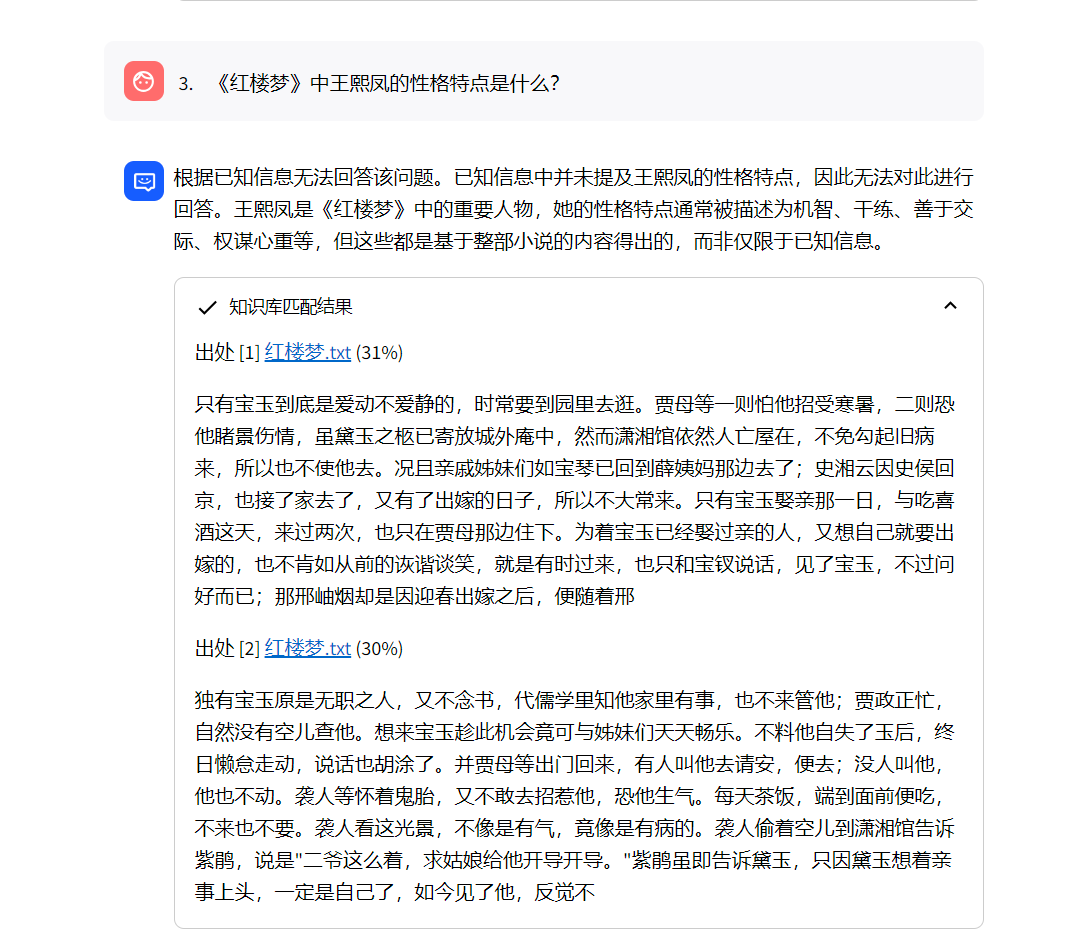 3. 《红楼梦》中王熙凤的性格特点是什么？
根据已知信息无法回答该问题。已知信息中并未提及王熙凤的性格特点，因此无法对此进行
回答。王熙凤是《红楼梦》中的重要人物，她的性格特点通常被描述为机智、干练、善于交
际、权谋心重等，但这些都是基于整部小说的内容得出的，而非仅限于已知信息。
知识库匹配结果
出处 [1] 红楼梦.txt (31%)
只有宝玉到底是爱动不爱静的，时常要到园里去逛。贾母等一则怕他招受寒暑，二则恐
他睹景伤情，虽黛玉之柩已寄放城外庵中，然而潇湘馆依然人亡屋在，不免勾起旧病
来，所以也不使他去。况且亲戚姊妹们如宝琴已回到薛姨妈那边去了；史湘云因史侯回
京，也接了家去了，又有了出嫁的日子，所以不大常来。只有宝玉娶亲那一日，与吃喜
酒这天，来过两次，也只在贾母那边住下。为着宝玉已经娶过亲的人，又想自己就要出
嫁的，也不肯如从前的诙谐谈笑，就是有时过来，也只和宝钗说话，见了宝玉，不过问
好而已；那邢岫烟却是因迎春出嫁之后，便随着邢
出处 [2] 红楼梦.txt (30%)
独有宝玉原是无职之人，又不念书，代儒学里知他家里有事，也不来管他；贾政正忙，
自然没有空儿查他。想来宝玉趁此机会竟可与姊妹们天天畅乐。不料他自失了玉后，终
日懒怠走动，说话也胡涂了。并贾母等出门回来，有人叫他去请安，便去；没人叫他，
他也不动。袭人等怀着鬼胎，又不敢去招惹他，恐他生气。每天茶饭，端到面前便吃，
不来也不要。袭人看这光景，不像是有气，竟像是有病的。袭人偷着空儿到潇湘馆告诉
紫鹃，说是"二爷这么着，求姑娘给他开导开导。"紫鹃虽即告诉黛玉，只因黛玉想着亲
事上头，一定是自己了，如今见了他，反觉不